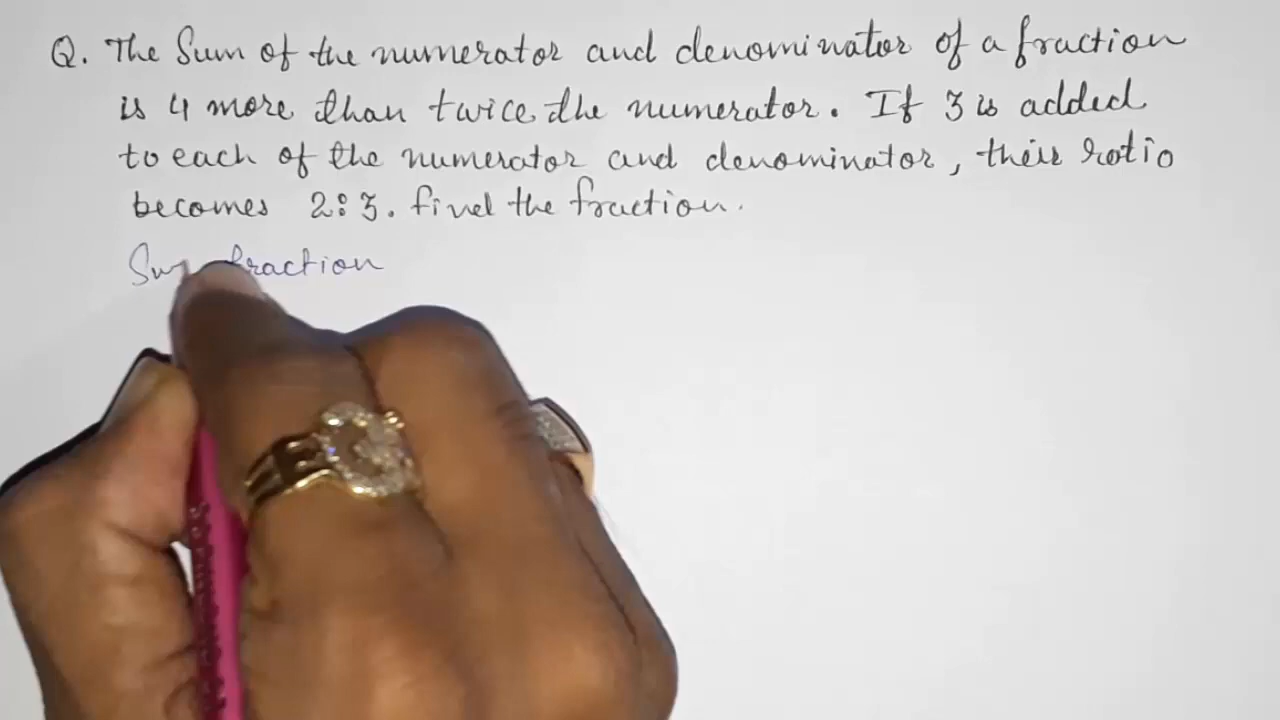 Q. The Sum of the numerator and denominator of a fraction
is 4 more than twice the numerator. If 3 is added
to each of the numerator and denominator, their ratio
becomes 2:3. find the fraction.
fraction